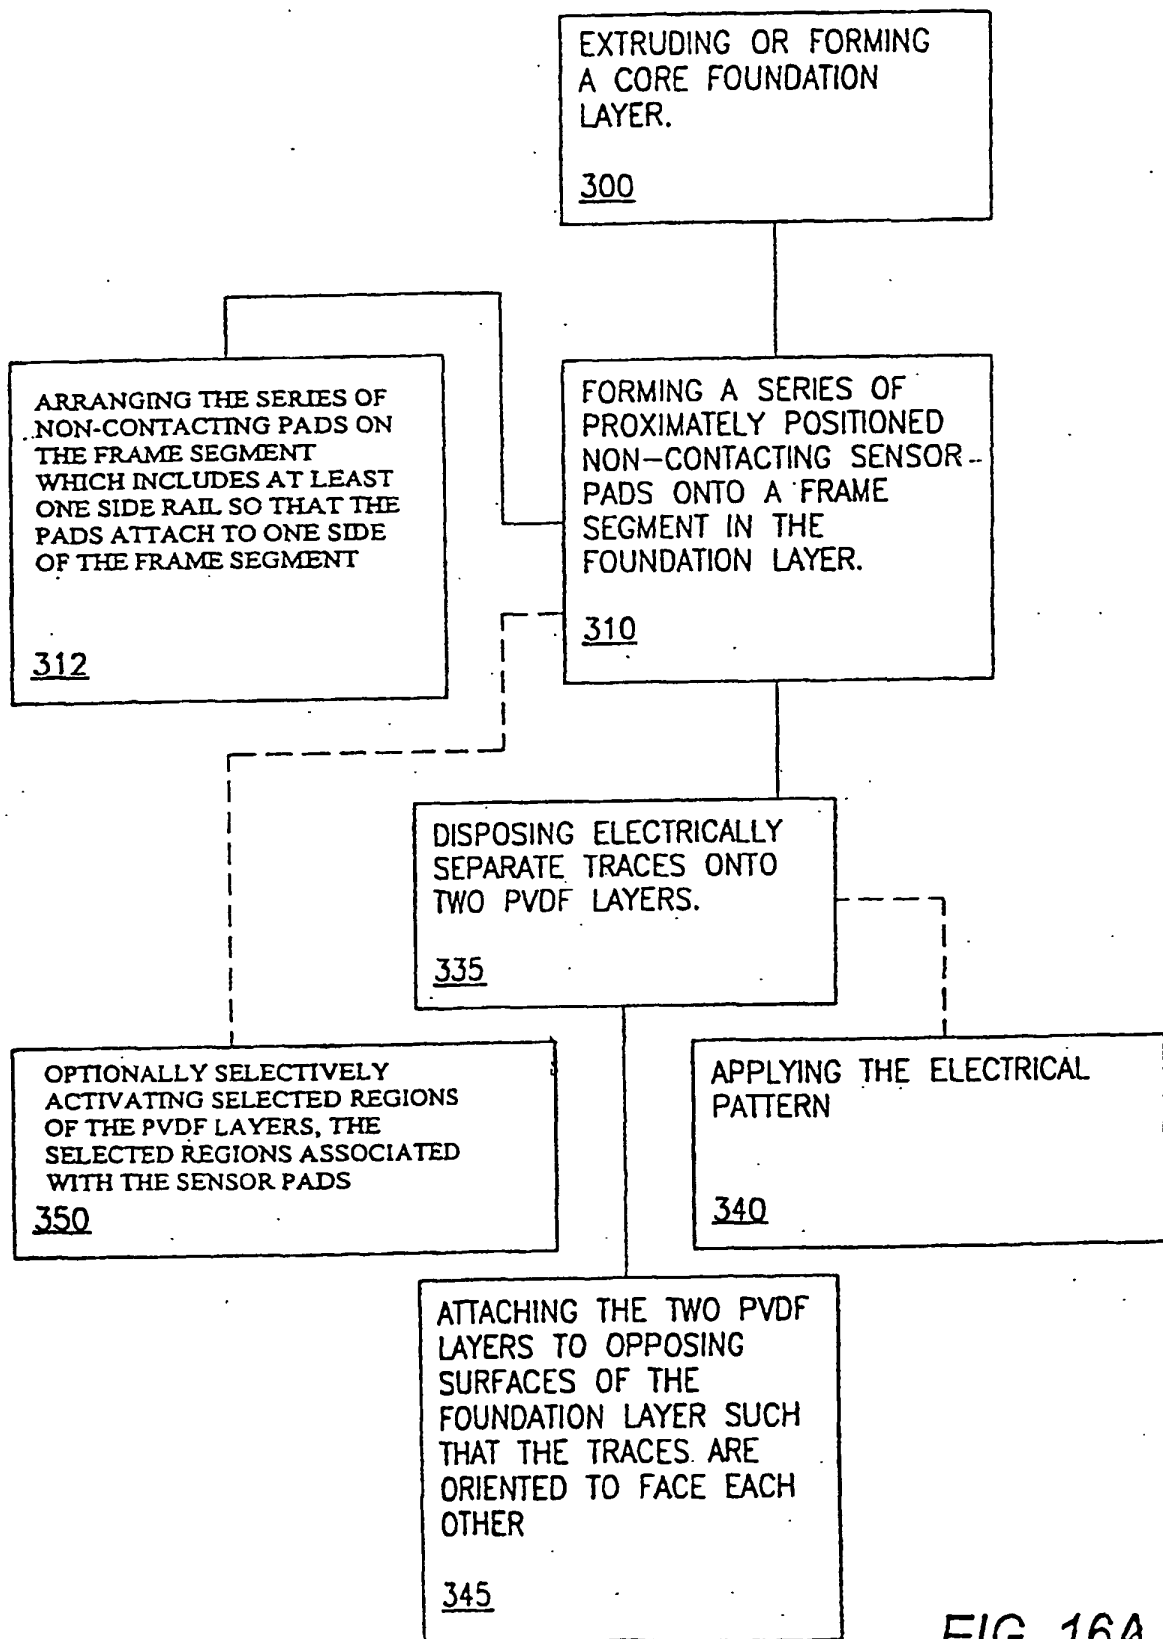 EXTRUDING OR FORMING
A CORE FOUNDATION
LAYER.
300
ARRANGING THE SERIES OF
NON-CONTACTING PADS ON
THE FRAME SEGMENT
WHICH INCLUDES AT LEAST
ONE SIDE RAIL SO THAT THE
PADS ATTACH TO ONE SIDE
OF THE FRAME SEGMENT
312
FORMING A SERIES OF
PROXIMATELY POSITIONED
NON-CONTACTING SENSOR
PADS ONTO A FRAME
SEGMENT IN THE
FOUNDATION LAYER.
310
DISPOSING ELECTRICALLY
SEPARATE TRACES ONTO
TWO PVDF LAYERS.
335
OPTIONALLY SELECTIVELY
ACTIVATING SELECTED REGIONS
OF THE PVDF LAYERS, THE
SELECTED REGIONS ASSOCIATED
WITH THE SENSOR PADS
350
APPLYING THE ELECTRICAL
PATTERN
340
ATTACHING THE TWO PVDF
LAYERS TO OPPOSING
SURFACES OF THE
FOUNDATION LAYER SUCH
THAT THE TRACES ARE
ORIENTED TO FACE EACH
OTHER
345
FIG. 16A